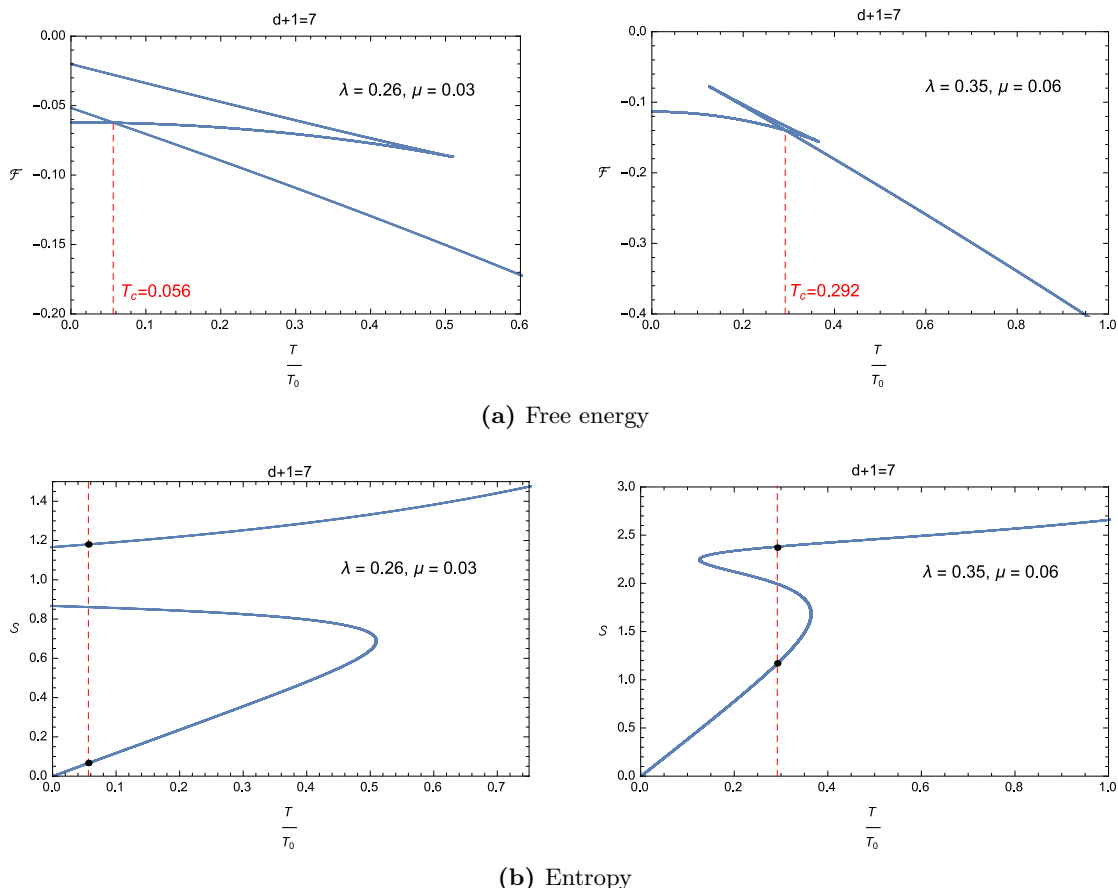 d+1=7
0.00
−0.05
−0.10
−0.15
−0.20
ℱ
λ = 0.26, μ = 0.03
T_c=0.056
0.0 0.1 0.2 0.3 0.4 0.5 0.6
T
T₀
d+1=7
0.0
−0.1
−0.2
−0.3
−0.4
ℱ
λ = 0.35, μ = 0.06
T_c=0.292
0.0 0.2 0.4 0.6 0.8 1.0
T
T₀
(a) Free energy
d+1=7
1.4
1.2
1.0
0.8
0.6
0.4
0.2
0.0
S
λ = 0.26, μ = 0.03
0.0 0.1 0.2 0.3 0.4 0.5 0.6 0.7
T
T₀
d+1=7
3.0
2.5
2.0
1.5
1.0
0.5
0.0
S
λ = 0.35, μ = 0.06
0.0 0.2 0.4 0.6 0.8 1.0
T
T₀
(b) Entropy